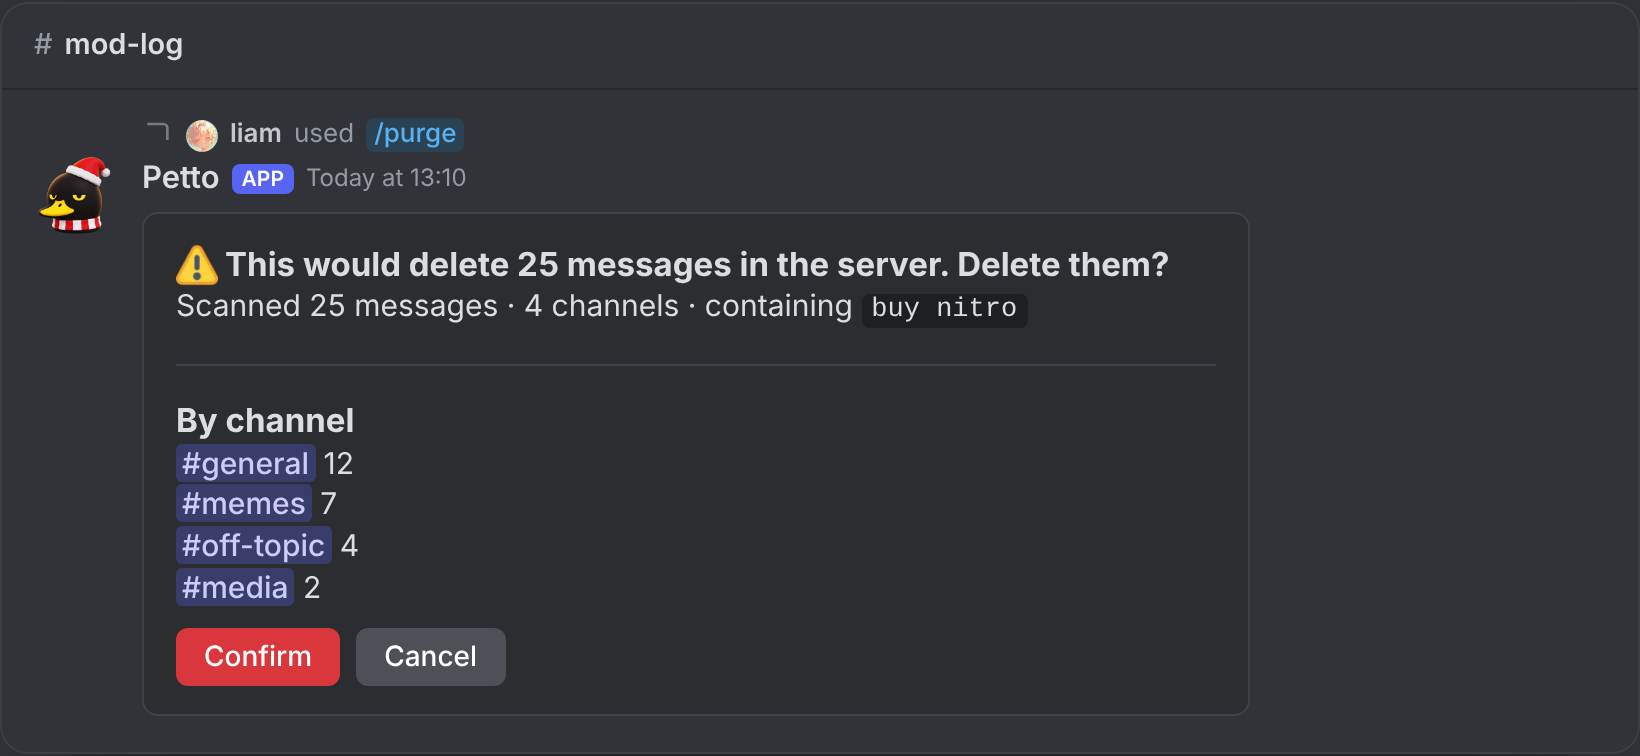 # mod-log
liam used /purge
Petto APP Today at 13:10
This would delete 25 messages in the server. Delete them?
Scanned 25 messages · 4 channels · containing buy nitro
By channel
#general 12
#memes 7
#off-topic 4
#media 2
Confirm Cancel